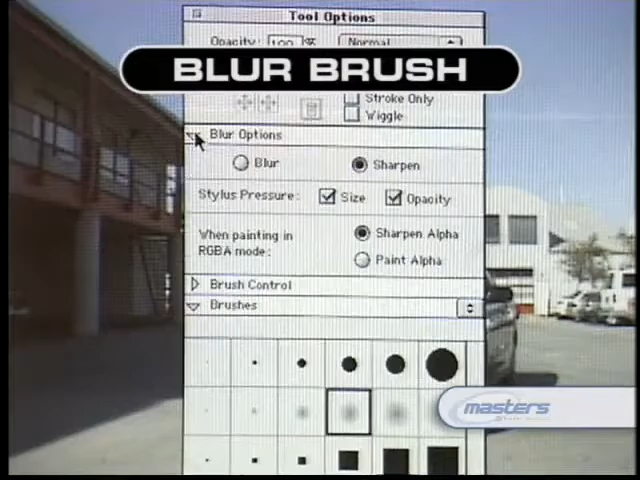 Tool Options
Opacity: 100 % Normal
BLUR BRUSH
Stroke Only
Wiggle
Blur Options
Blur Sharpen
Stylus Pressure: Size Opacity
When painting in
RGBA mode:
Sharpen Alpha
Paint Alpha
Brush Control
Brushes
masters